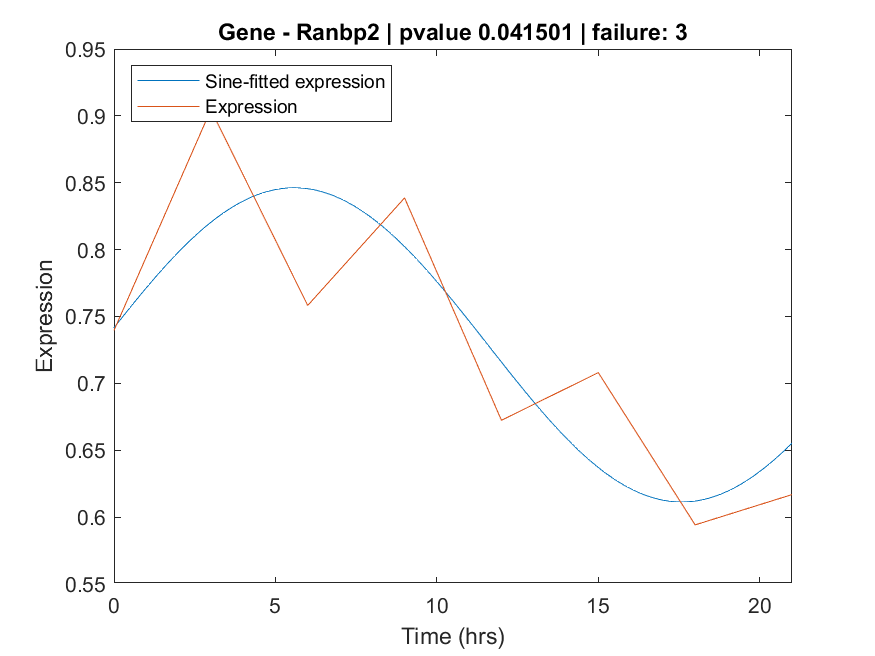 Gene - Ranbp2 | pvalue 0.041501 | failure: 3
Sine-fitted expression
Expression
0.95
0.9
0.85
0.8
0.75
0.7
0.65
0.6
0.55
Expression
0 5 10 15 20
Time (hrs)